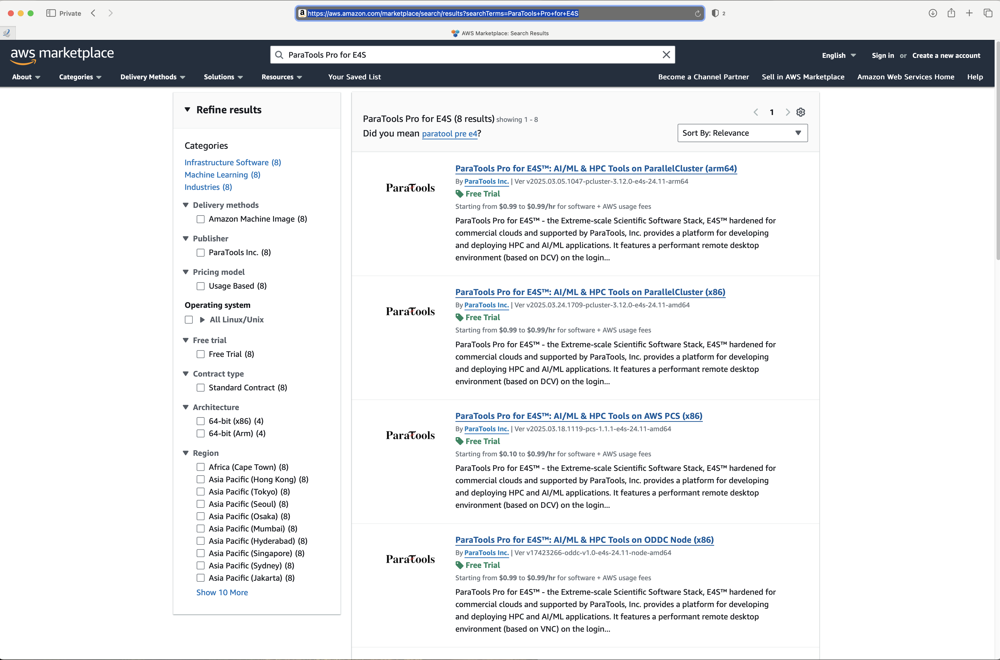 Private
https://aws.amazon.com/marketplace/search/results?searchTerms=ParaTools+Pro+for+E4S
2
AWS Marketplace: Search Results
aws marketplace
ParaTools Pro for E4S
English
Sign in or Create a new account
About
Categories
Delivery Methods
Solutions
Resources
Your Saved List
Become a Channel Partner
Sell in AWS Marketplace
Amazon Web Services Home
Help
Refine results
Categories
Infrastructure Software (8)
Machine Learning (8)
Industries (8)
Delivery methods
Amazon Machine Image (8)
Publisher
ParaTools Inc. (8)
Pricing model
Usage Based (8)
Operating system
All Linux/Unix
Free trial
Free Trial (8)
Contract type
Standard Contract (8)
Architecture
64-bit (x86) (4)
64-bit (Arm) (4)
Region
Africa (Cape Town) (8)
Asia Pacific (Hong Kong) (8)
Asia Pacific (Tokyo) (8)
Asia Pacific (Seoul) (8)
Asia Pacific (Osaka) (8)
Asia Pacific (Mumbai) (8)
Asia Pacific (Hyderabad) (8)
Asia Pacific (Singapore) (8)
Asia Pacific (Sydney) (8)
Asia Pacific (Jakarta) (8)
Show 10 More
ParaTools Pro for E4S (8 results) showing 1 - 8
Did you mean paratool pre e4?
1
Sort By: Relevance
ParaTools
ParaTools Pro for E4S™: AI/ML & HPC Tools on ParallelCluster (arm64)
By ParaTools Inc. | Ver v2025.03.05.1047-pcluster-3.12.0-e4s-24.11-arm64
Free Trial
Starting from $0.99 to $0.99/hr for software + AWS usage fees
ParaTools Pro for E4S™ - the Extreme-scale Scientific Software Stack, E4S™ hardened for
commercial clouds and supported by ParaTools, Inc. provides a platform for developing
and deploying HPC and AI/ML applications. It features a performant remote desktop
environment (based on DCV) on the login...
ParaTools
ParaTools Pro for E4S™: AI/ML & HPC Tools on ParallelCluster (x86)
By ParaTools Inc. | Ver v2025.03.24.1709-pcluster-3.12.0-e4s-24.11-amd64
Free Trial
Starting from $0.99 to $0.99/hr for software + AWS usage fees
ParaTools Pro for E4S™ - the Extreme-scale Scientific Software Stack, E4S™ hardened for
commercial clouds and supported by ParaTools, Inc. provides a platform for developing
and deploying HPC and AI/ML applications. It features a performant remote desktop
environment (based on DCV) on the login...
ParaTools
ParaTools Pro for E4S™: AI/ML & HPC Tools on AWS PCS (x86)
By ParaTools Inc. | Ver v2025.03.18.1119-pcs-1.1.1-e4s-24.11-amd64
Free Trial
Starting from $0.10 to $0.99/hr for software + AWS usage fees
ParaTools Pro for E4S™ - the Extreme-scale Scientific Software Stack, E4S™ hardened for
commercial clouds and supported by ParaTools, Inc. provides a platform for developing
and deploying HPC and AI/ML applications. It features a performant remote desktop
environment (based on DCV) on the login...
ParaTools
ParaTools Pro for E4S™: AI/ML & HPC Tools on ODDC Node (x86)
By ParaTools Inc. | Ver v17423266-oddc-v1.0-e4s-24.11-node-amd64
Free Trial
Starting from $0.99 to $0.99/hr for software + AWS usage fees
ParaTools Pro for E4S™ - the Extreme-scale Scientific Software Stack, E4S™ hardened for
commercial clouds and supported by ParaTools, Inc. provides a platform for developing
and deploying HPC and AI/ML applications. It features a performant remote desktop
environment (based on VNC) on the login...